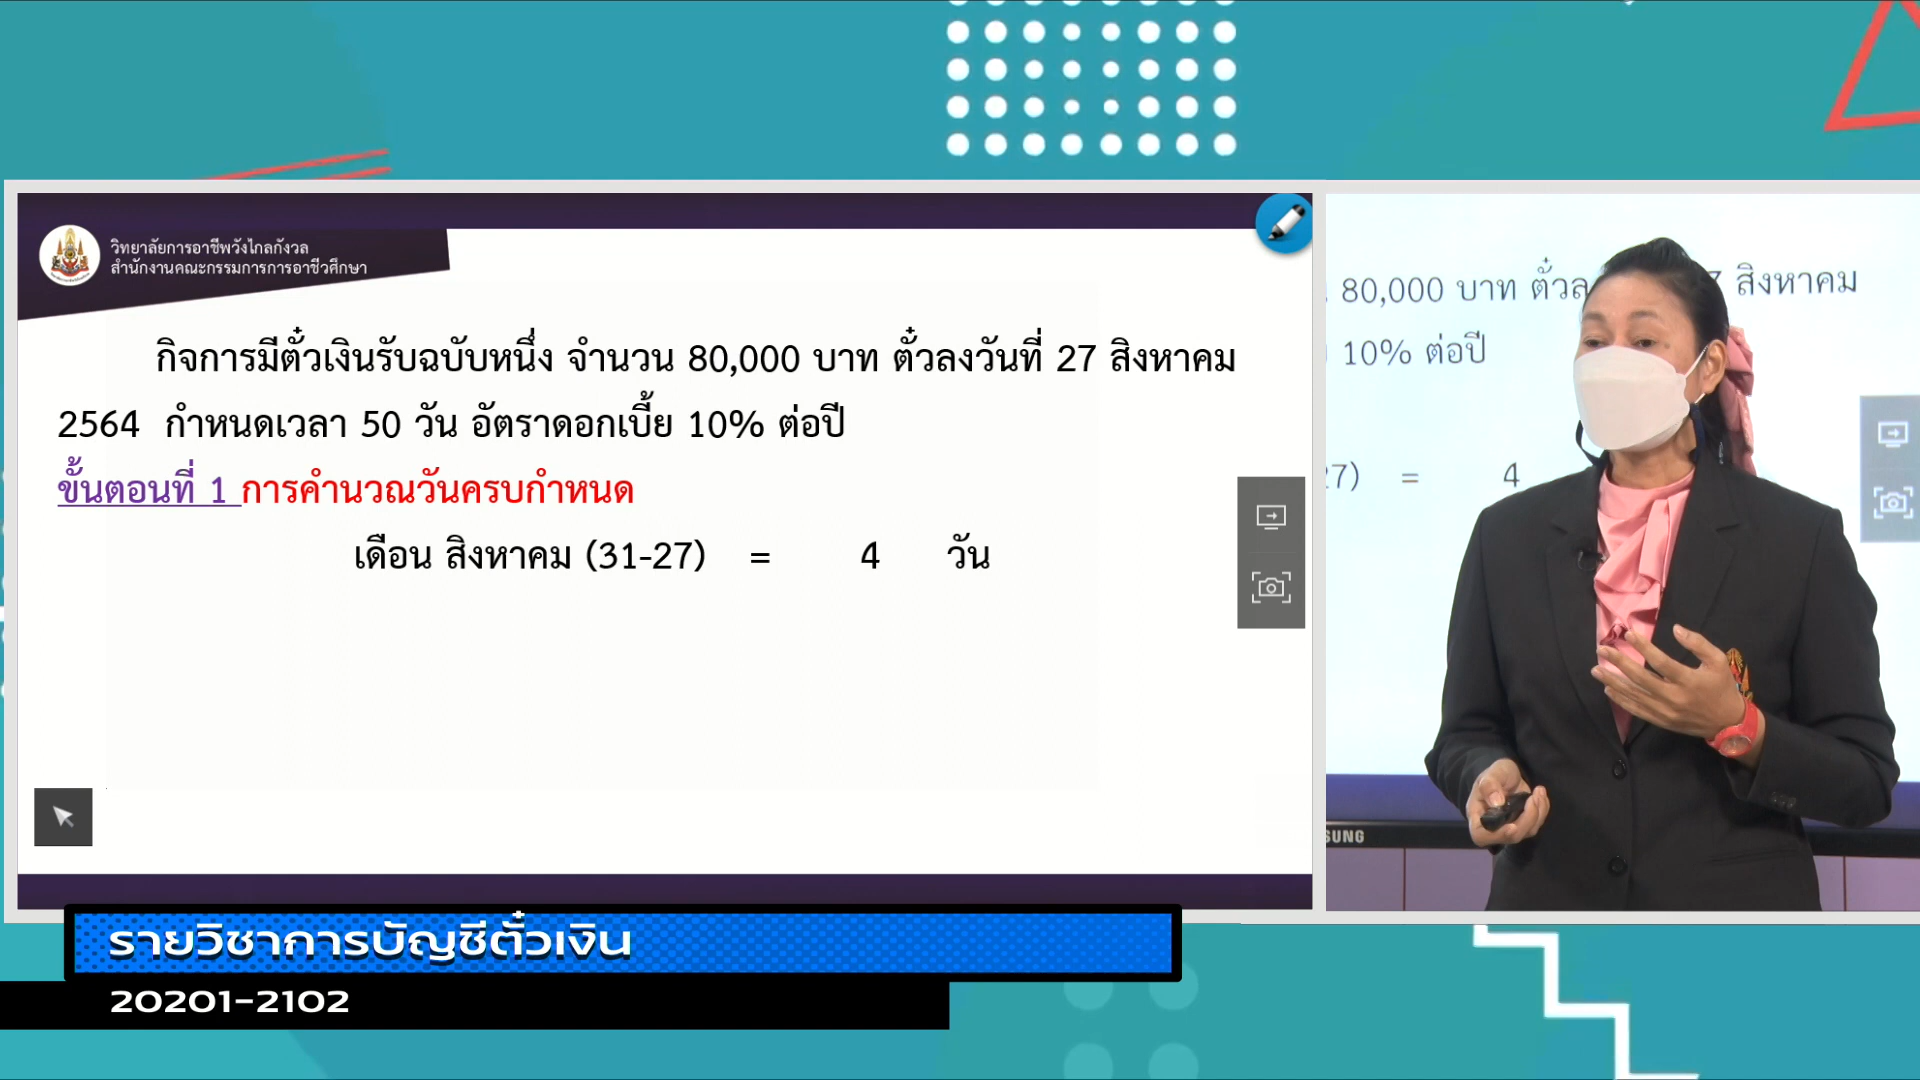 วิทยาลัยการอาชีพวังไกลกังวล
สำนักงานคณะกรรมการการอาชีวศึกษา
กิจการมีตั๋วเงินรับฉบับหนึ่ง จำนวน 80,000 บาท ตั๋วลงวันที่ 27 สิงหาคม
2564 กำหนดเวลา 50 วัน อัตราดอกเบี้ย 10% ต่อปี
ขั้นตอนที่ 1 การคำนวณวันครบกำหนด
เดือน สิงหาคม (31-27) = 4 วัน
80,000 บาท ตั๋วล 7 สิงหาคม
10% ต่อปี
27) = 4
SUNG
รายวิชาการบัญชีตั๋วเงิน
20201-2102